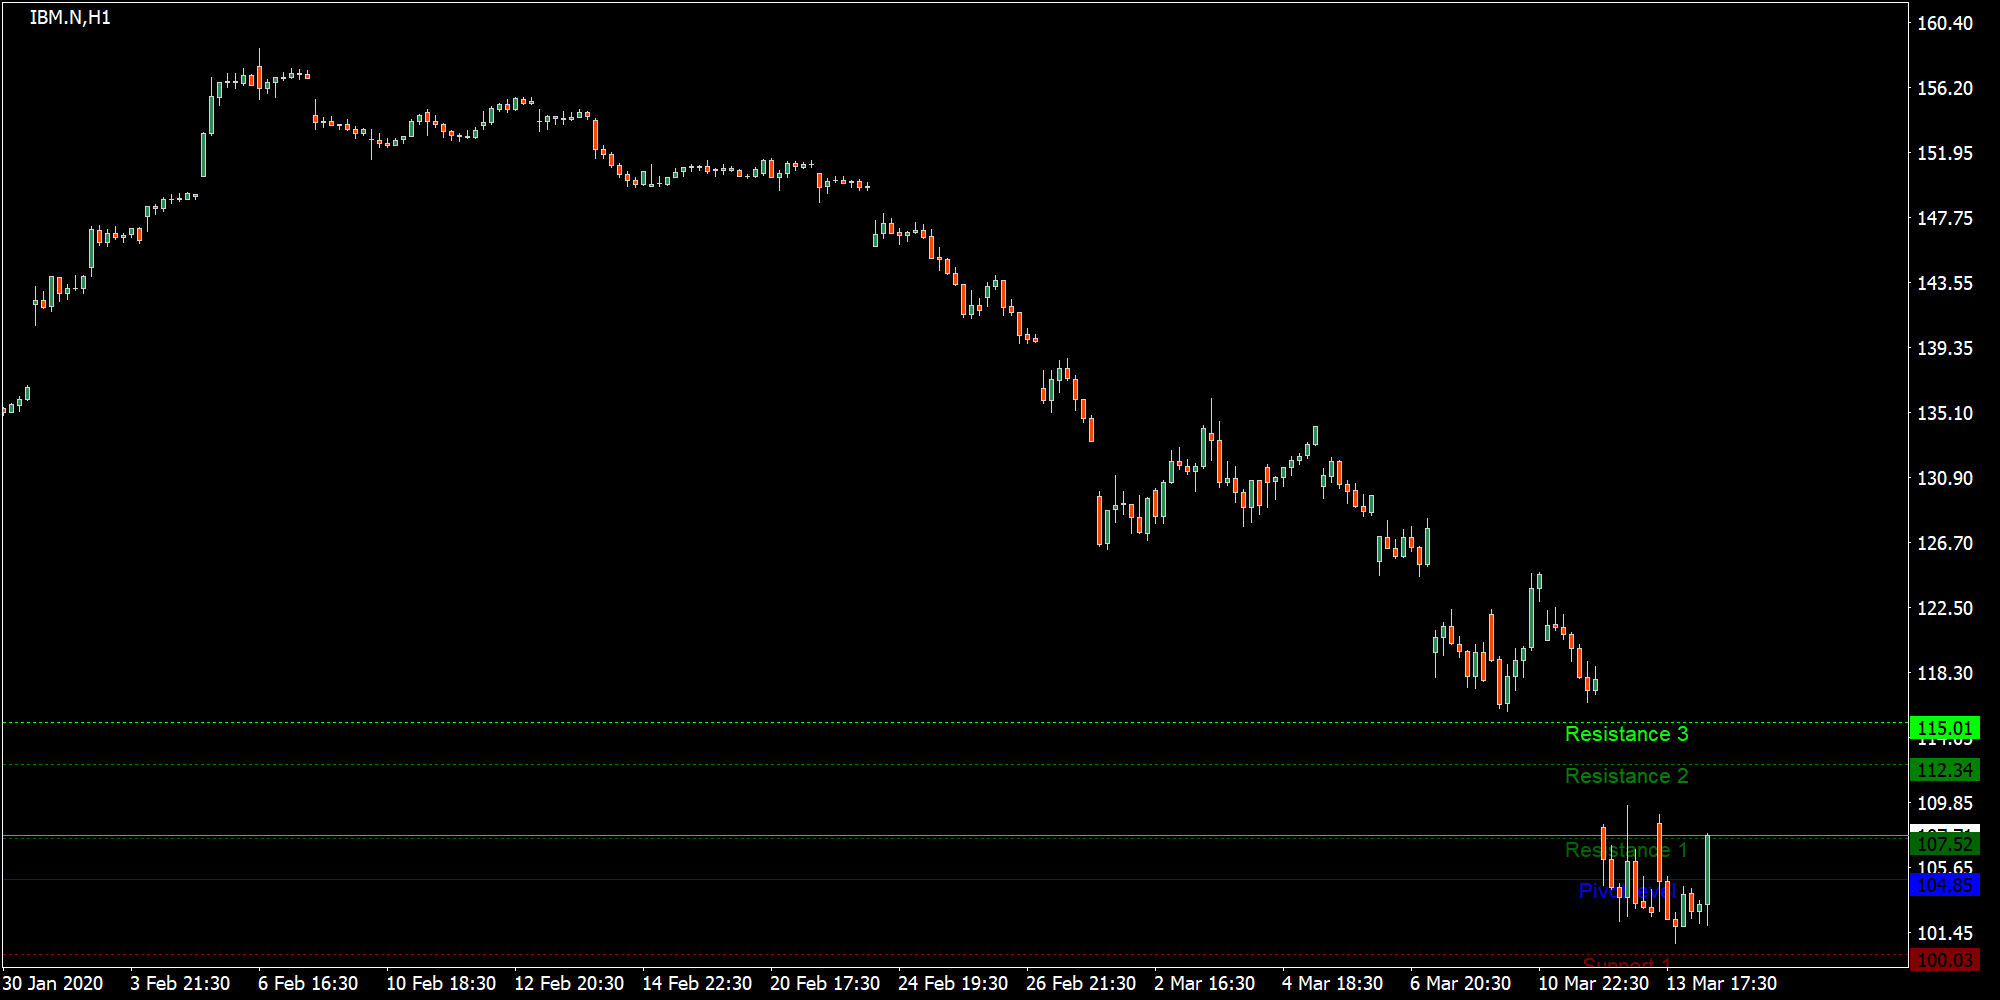 IBM.N,H1
160.40
156.20
151.95
147.75
143.55
139.35
135.10
130.90
126.70
122.50
118.30
115.01
Resistance 3
112.34
Resistance 2
109.85
107.52
Resistance 1
105.65
104.85
Pivot Level
101.45
100.03
Support 1
30 Jan 2020 3 Feb 21:30 6 Feb 16:30 10 Feb 18:30 12 Feb 20:30 14 Feb 22:30 20 Feb 17:30 24 Feb 19:30 26 Feb 21:30 2 Mar 16:30 4 Mar 18:30 6 Mar 20:30 10 Mar 22:30 13 Mar 17:30